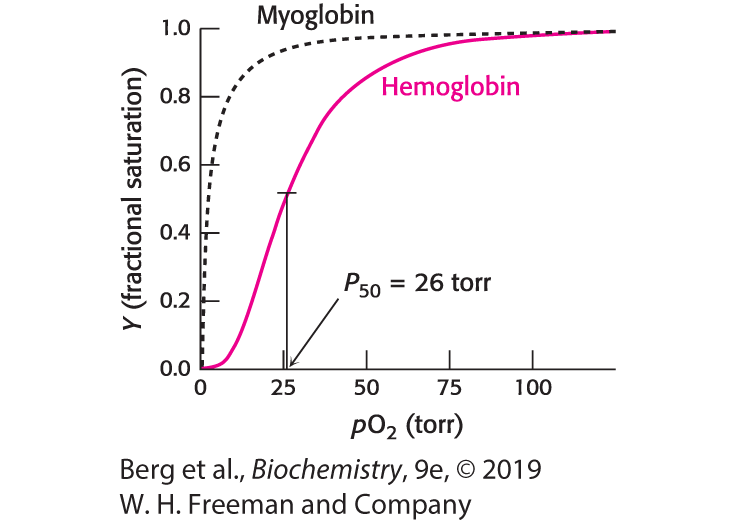 Myoglobin
1.0
Hemoglobin
0.8
0.6
0.4
P50 = 26 torr
0.2
0.0
0 25 50 75 100
Y (fractional saturation)
pO2 (torr)
Berg et al., Biochemistry, 9e, © 2019
W. H. Freeman and Company